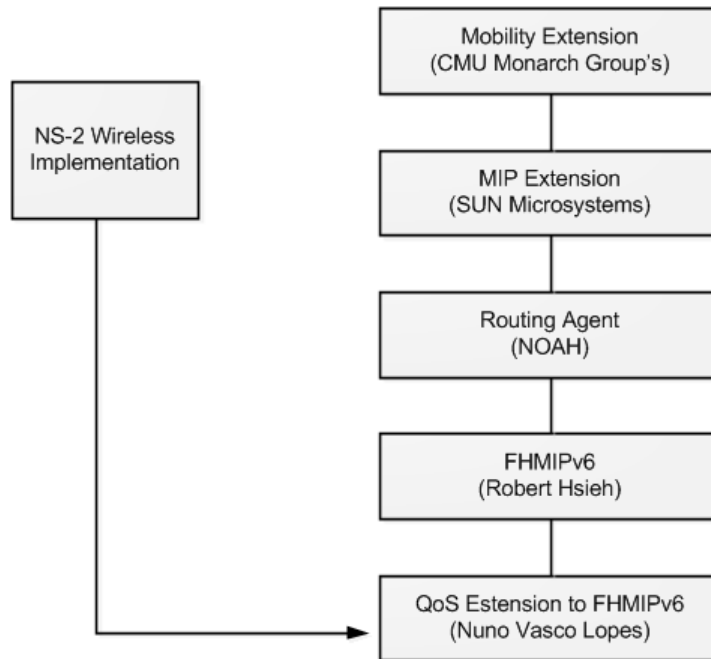 Mobility Extension
(CMU Monarch Group's)
NS-2 Wireless
Implementation
MIP Extension
(SUN Microsystems)
Routing Agent
(NOAH)
FHMIPv6
(Robert Hsieh)
QoS Estension to FHMIPv6
(Nuno Vasco Lopes)